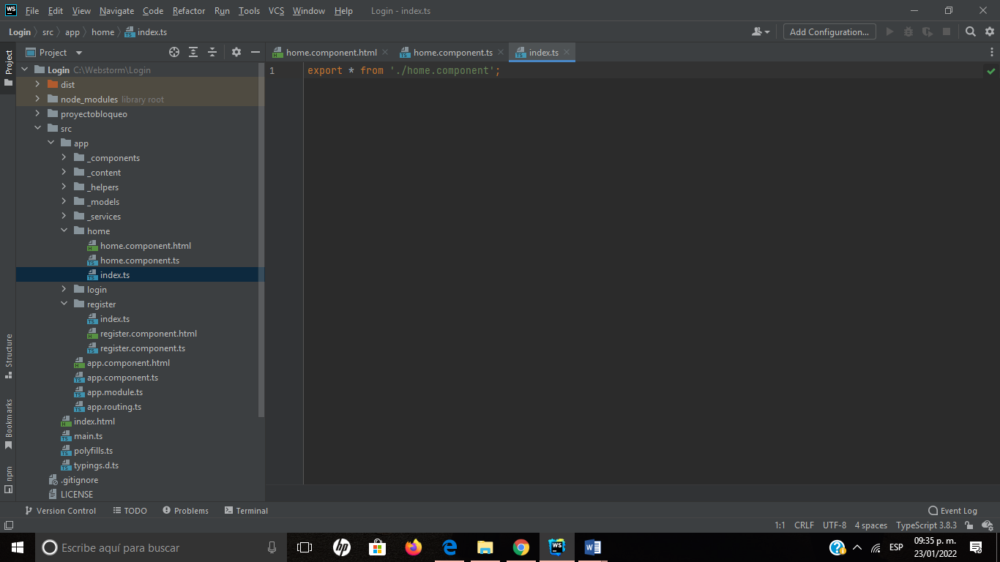 WS File Edit View Navigate Code Refactor Run Tools VCS Window Help Login - index.ts
Login src app home index.ts Add Configuration...
Project Project home.component.html home.component.ts index.ts
Login C:\Webstorm\Login
1 export * from './home.component';
dist
node_modules library root
proyectobloqueo
src
app
_components
_content
_helpers
_models
_services
home
home.component.html
home.component.ts
index.ts
login
register
index.ts
register.component.html
register.component.ts
app.component.html
app.component.ts
app.module.ts
app.routing.ts
index.html
main.ts
polyfills.ts
typings.d.ts
.gitignore
LICENSE
Structure
Bookmarks
npm
Version Control TODO Problems Terminal Event Log
1:1 CRLF UTF-8 4 spaces TypeScript 3.8.3
Escribe aquí para buscar hp WS W ESP 09:35 p. m.
23/01/2022